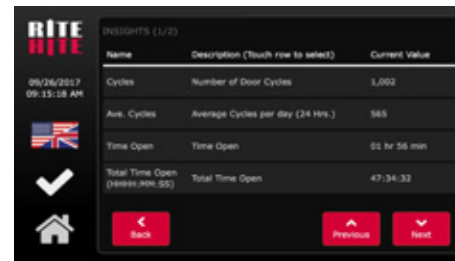 RITE
HITE
INSIGHTS (1/2)
Name Description (Touch row to select) Current Value
09/26/2017
09:15:18 AM
Cycles Number of Door Cycles 1,002
Ave. Cycles Average Cycles per day (24 Hrs.) 565
Time Open Time Open 01 hr 56 min
Total Time Open
(HHHH:MM:SS) Total Time Open 47:34:32
Back Previous Next